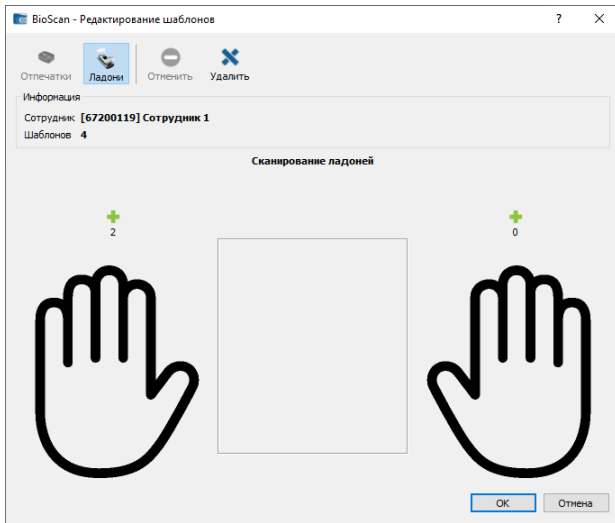 BioScan - Редактирование шаблонов
Отпечатки Ладони Отменить Удалить
Информация
Сотрудник [67200119] Сотрудник 1
Шаблонов 4
Сканирование ладоней
2 0
OK Отмена